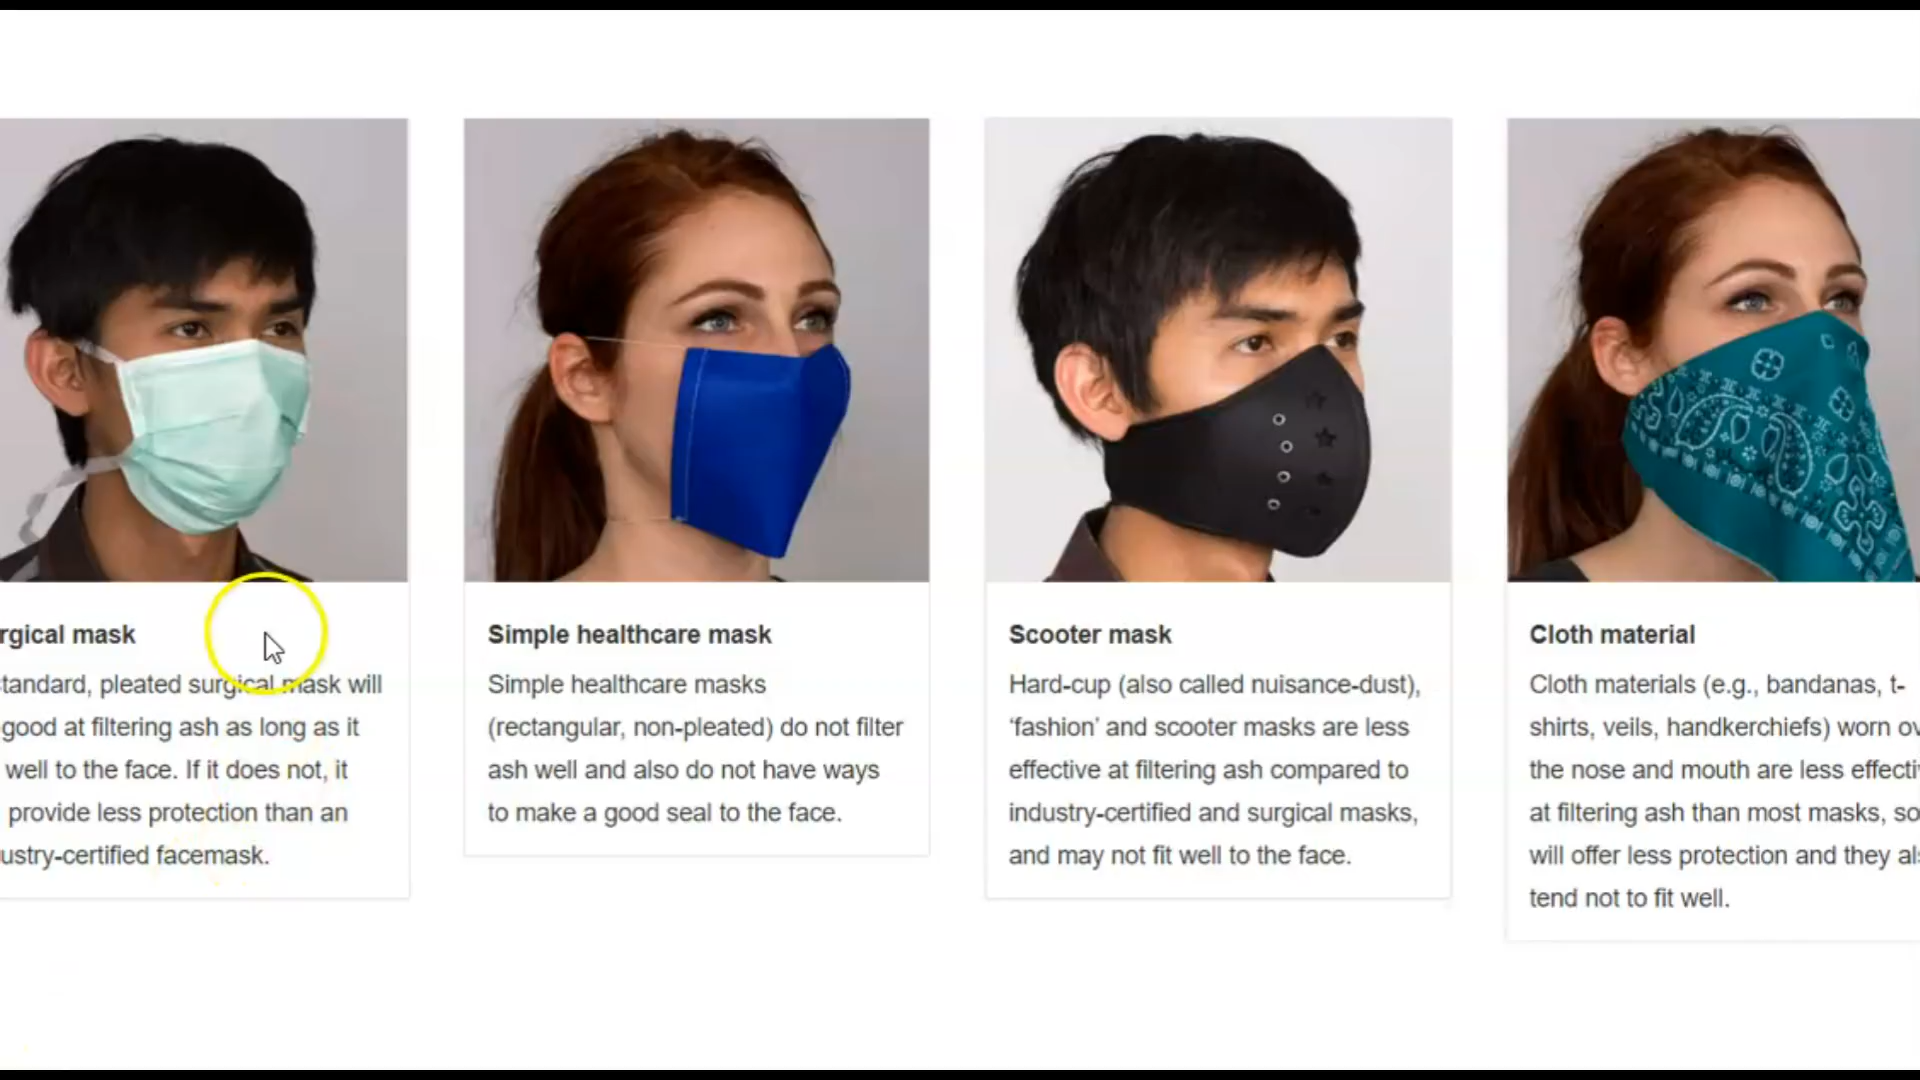 rgical mask
tandard, pleated surgical mask will
good at filtering ash as long as it
well to the face. If it does not, it
provide less protection than an
ustry-certified facemask.
Simple healthcare mask
Simple healthcare masks
(rectangular, non-pleated) do not filter
ash well and also do not have ways
to make a good seal to the face.
Scooter mask
Hard-cup (also called nuisance-dust),
‘fashion’ and scooter masks are less
effective at filtering ash compared to
industry-certified and surgical masks,
and may not fit well to the face.
Cloth material
Cloth materials (e.g., bandanas, t-
shirts, veils, handkerchiefs) worn ov
the nose and mouth are less effecti
at filtering ash than most masks, so
will offer less protection and they al
tend not to fit well.